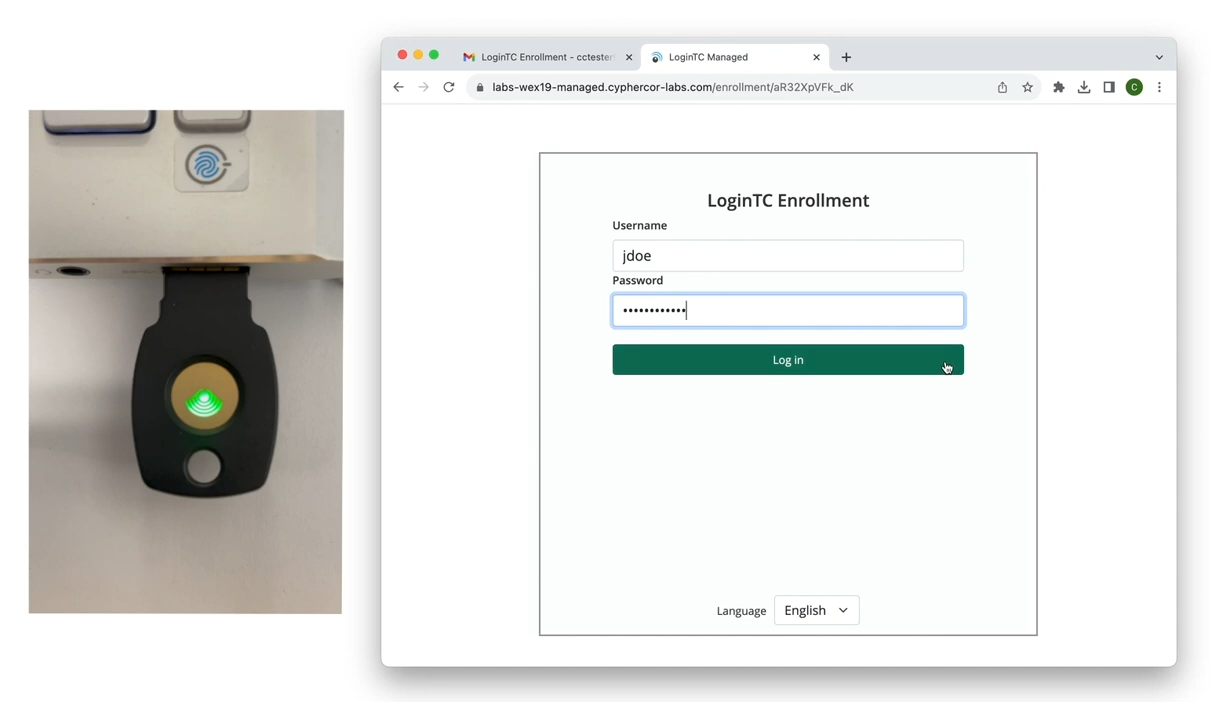 LoginTC Enrollment - cctester
LoginTC Managed
labs-wex19-managed.cyphercor-labs.com/enrollment/aR32XpVFk_dK
C
LoginTC Enrollment
Username
jdoe
Password
••••••••••••
Log in
Language
English